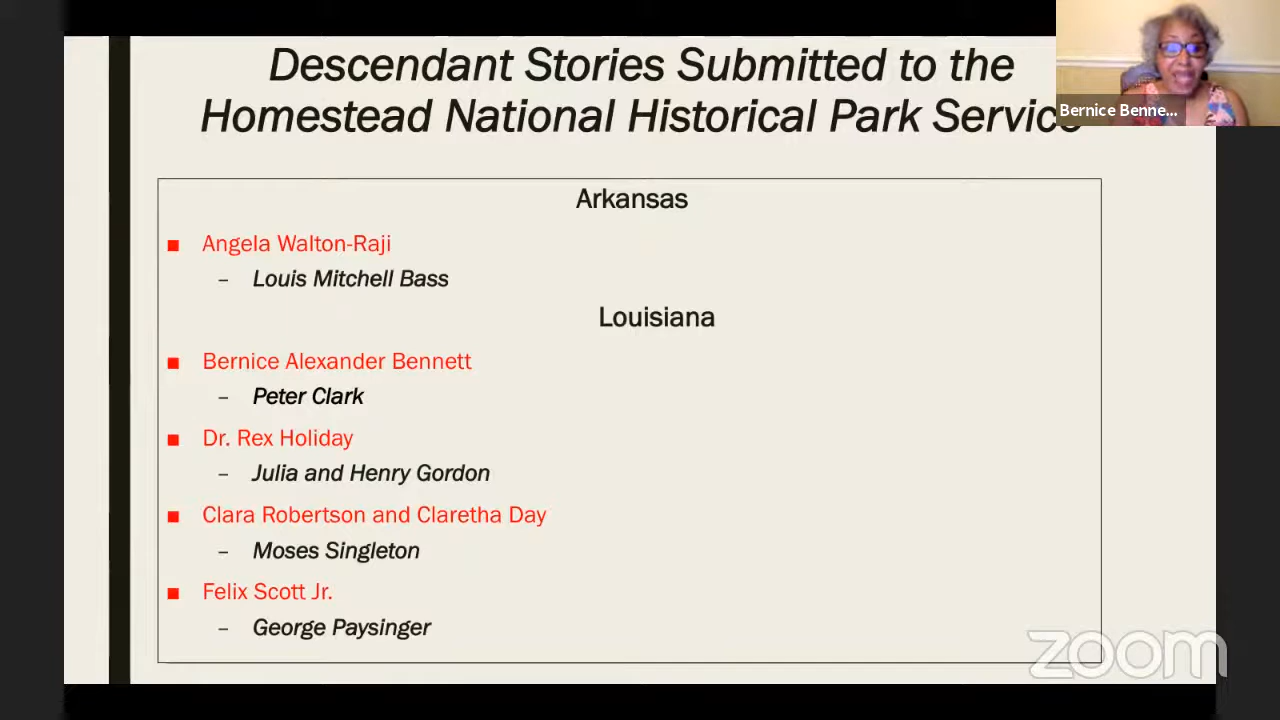 Descendant Stories Submitted to the
Homestead National Historical Park Service
Bernice Benne...
Arkansas
■ Angela Walton-Raji
– Louis Mitchell Bass
Louisiana
■ Bernice Alexander Bennett
– Peter Clark
■ Dr. Rex Holiday
– Julia and Henry Gordon
■ Clara Robertson and Claretha Day
– Moses Singleton
■ Felix Scott Jr.
– George Paysinger
zoom